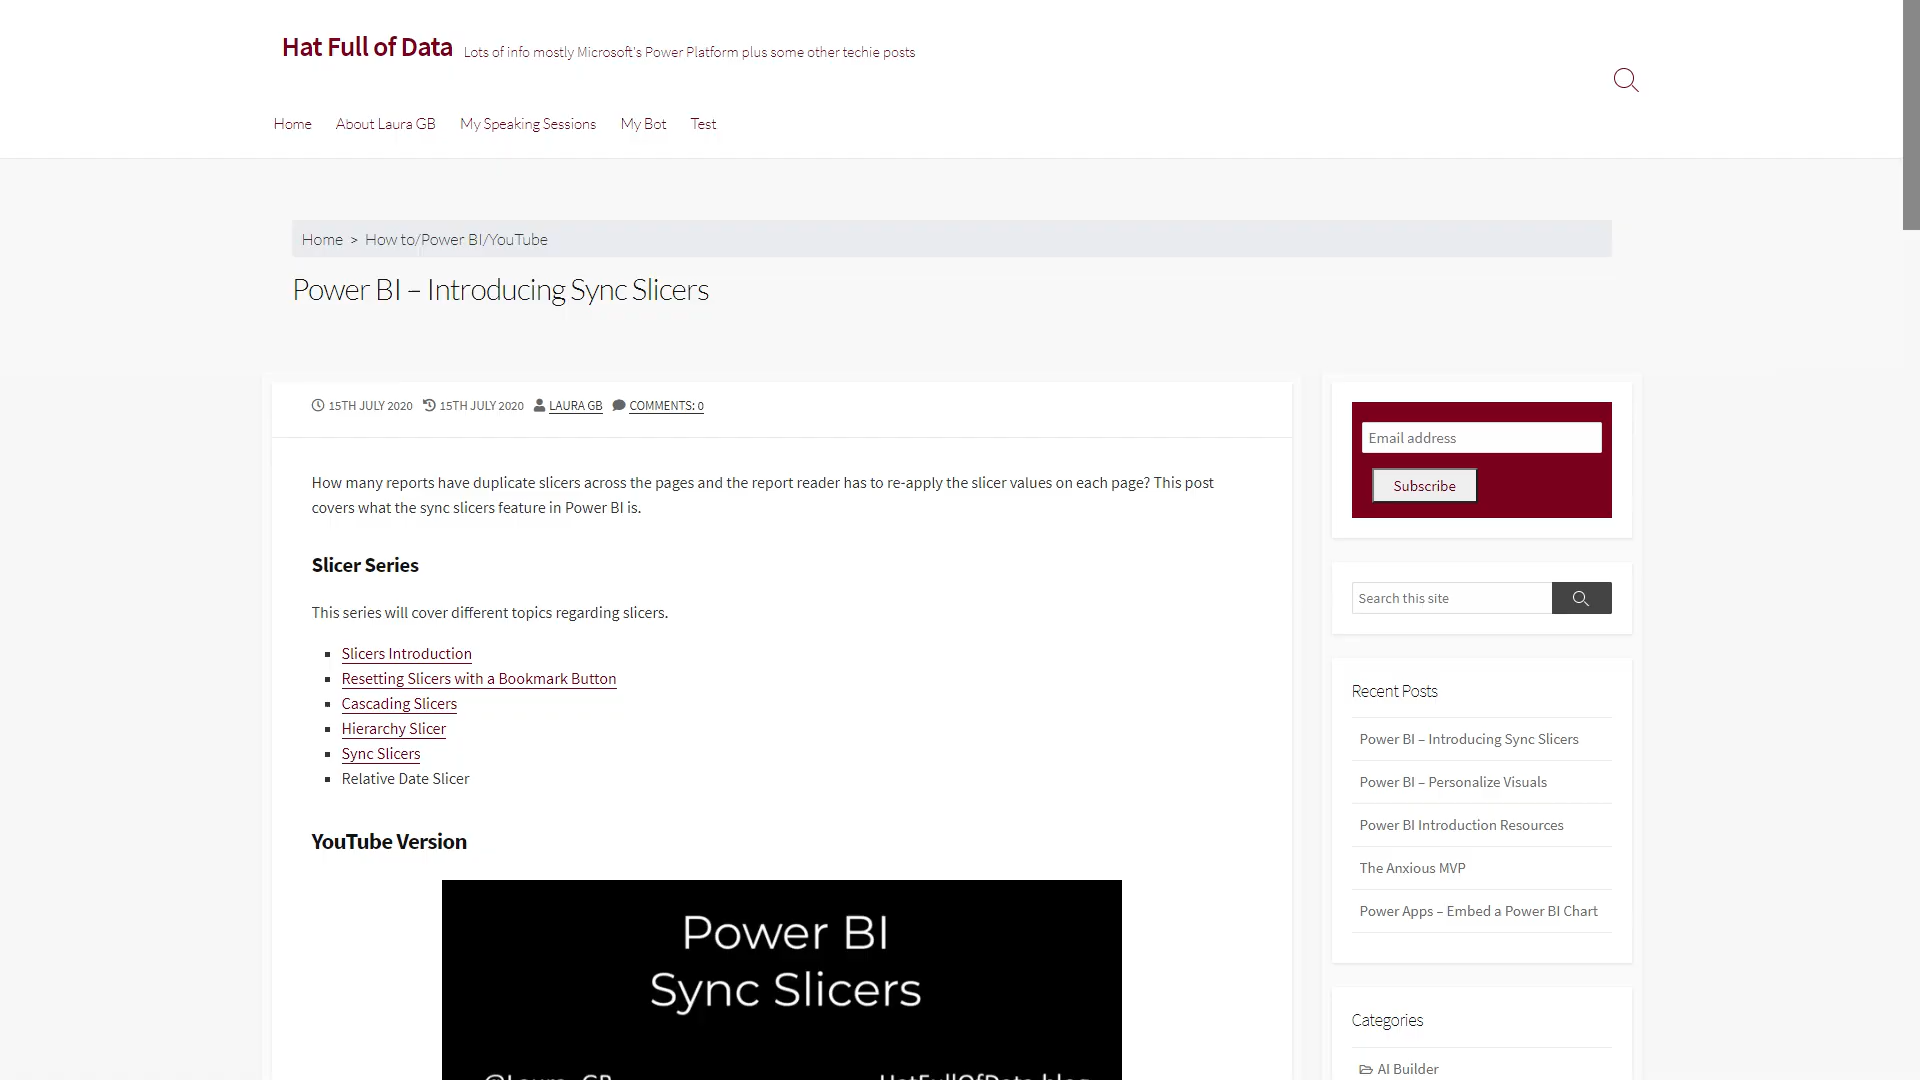 Hat Full of Data
Lots of info mostly Microsoft's Power Platform plus some other techie posts
Home
About Laura GB
My Speaking Sessions
My Bot
Test
Home > How to/Power BI/YouTube
Power BI – Introducing Sync Slicers
15TH JULY 2020 15TH JULY 2020 LAURA GB COMMENTS: 0
How many reports have duplicate slicers across the pages and the report reader has to re-apply the slicer values on each page? This post
covers what the sync slicers feature in Power BI is.
Slicer Series
This series will cover different topics regarding slicers.
Slicers Introduction
Resetting Slicers with a Bookmark Button
Cascading Slicers
Hierarchy Slicer
Sync Slicers
Relative Date Slicer
YouTube Version
Power BI
Sync Slicers
@Laura_GB
HatFullOfData.blog
Email address
Subscribe
Search this site
Recent Posts
Power BI – Introducing Sync Slicers
Power BI – Personalize Visuals
Power BI Introduction Resources
The Anxious MVP
Power Apps – Embed a Power BI Chart
Categories
AI Builder